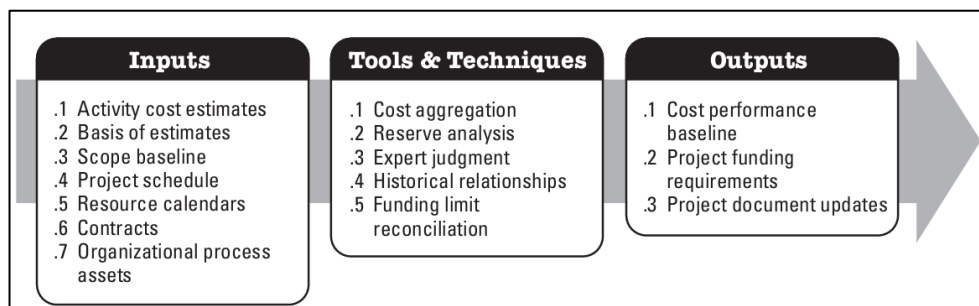 Inputs
.1 Activity cost estimates
.2 Basis of estimates
.3 Scope baseline
.4 Project schedule
.5 Resource calendars
.6 Contracts
.7 Organizational process
assets
Tools & Techniques
.1 Cost aggregation
.2 Reserve analysis
.3 Expert judgment
.4 Historical relationships
.5 Funding limit
reconciliation
Outputs
.1 Cost performance
baseline
.2 Project funding
requirements
.3 Project document updates